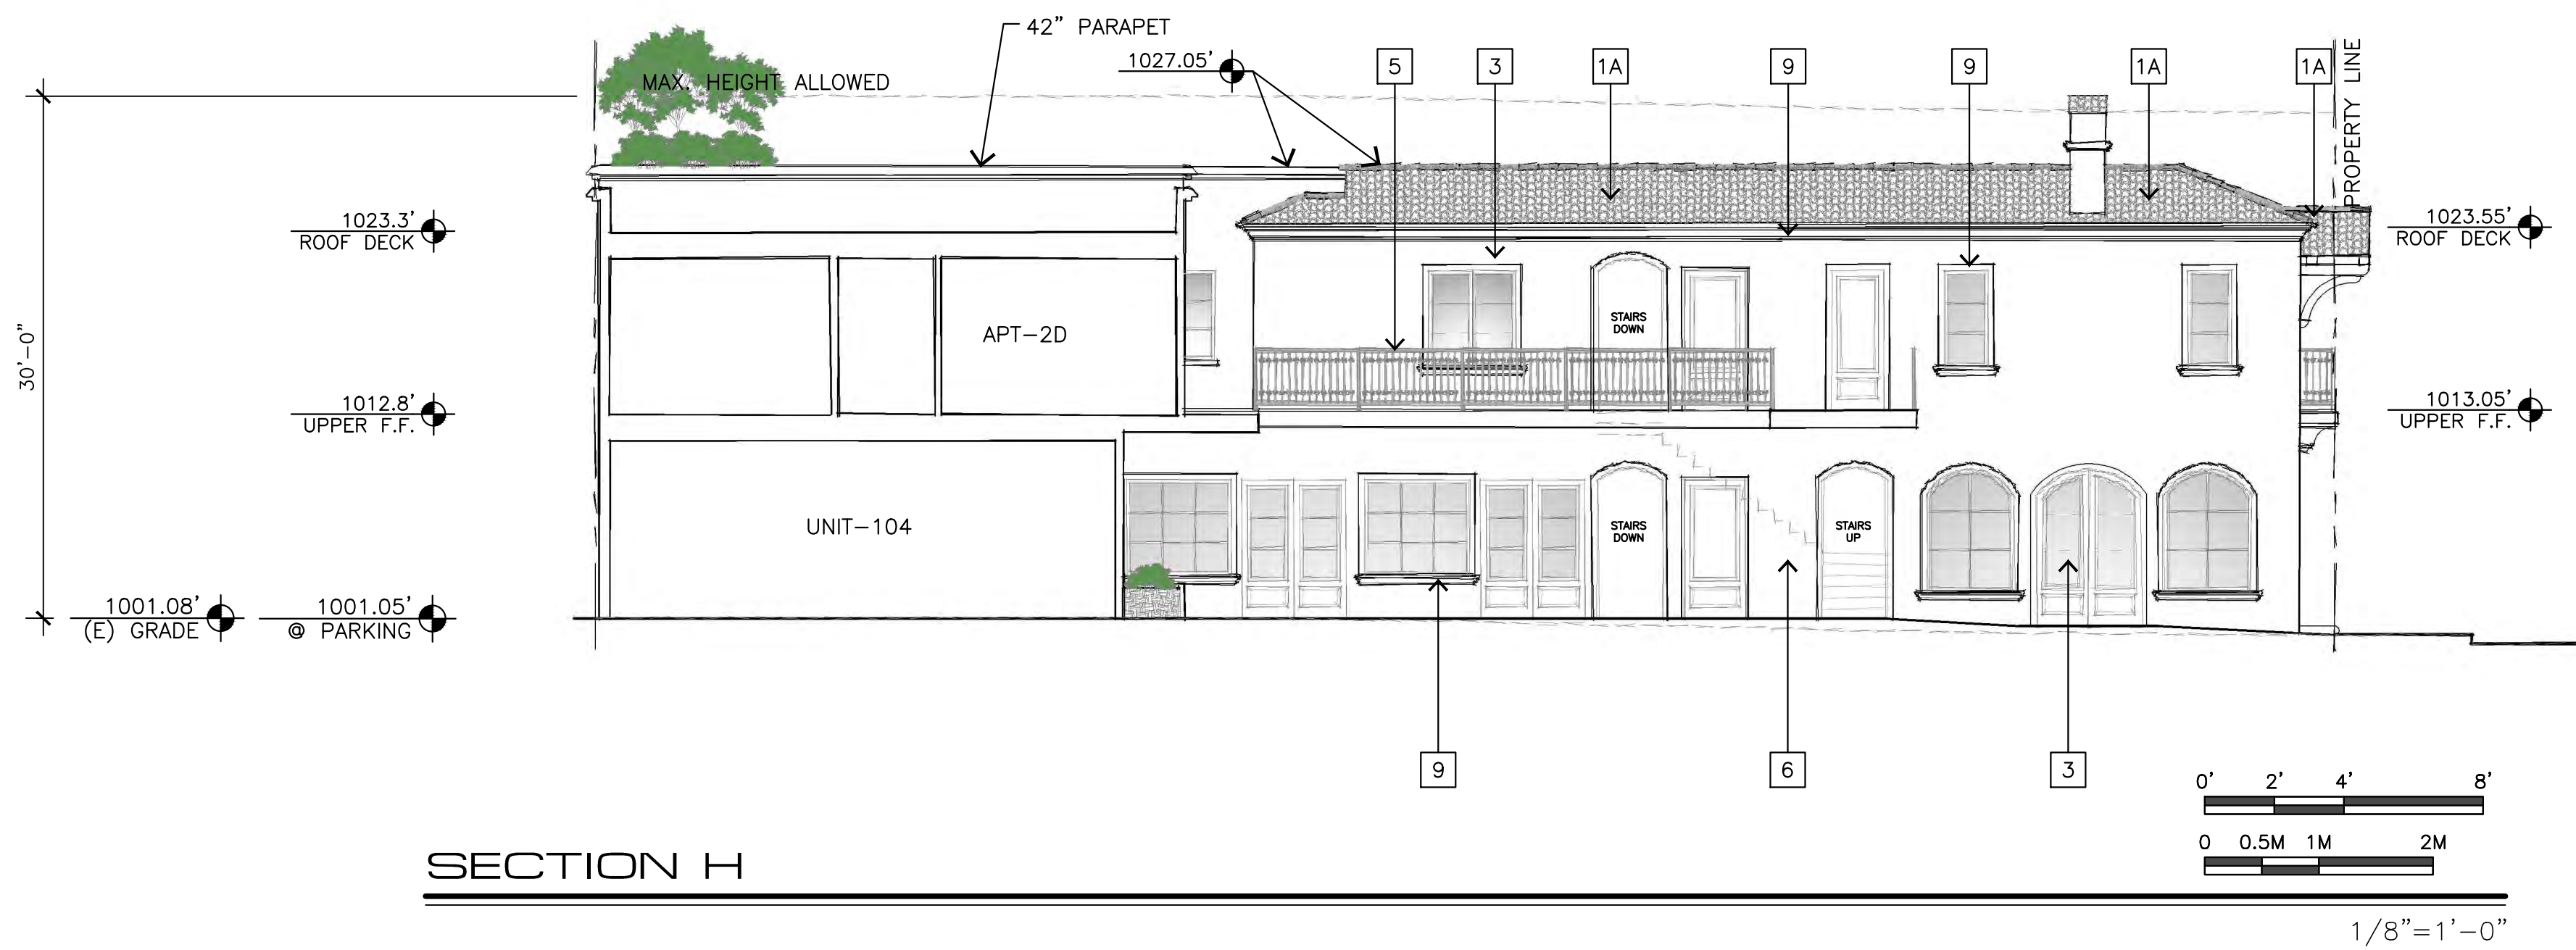 42” PARAPET
1027.05’
5
3
1A
9
9
1A
1A
PROPERTY LINE
MAX. HEIGHT ALLOWED
1023.3’
ROOF DECK
1023.55’
ROOF DECK
30’-0”
APT-2D
STAIRS
DOWN
1012.8’
UPPER F.F.
1013.05’
UPPER F.F.
UNIT-104
STAIRS
DOWN
STAIRS
UP
1001.08’
(E) GRADE
1001.05’
@ PARKING
9
6
3
0’ 2’ 4’ 8’
0 0.5M 1M 2M
SECTION H
1/8”=1’-0”